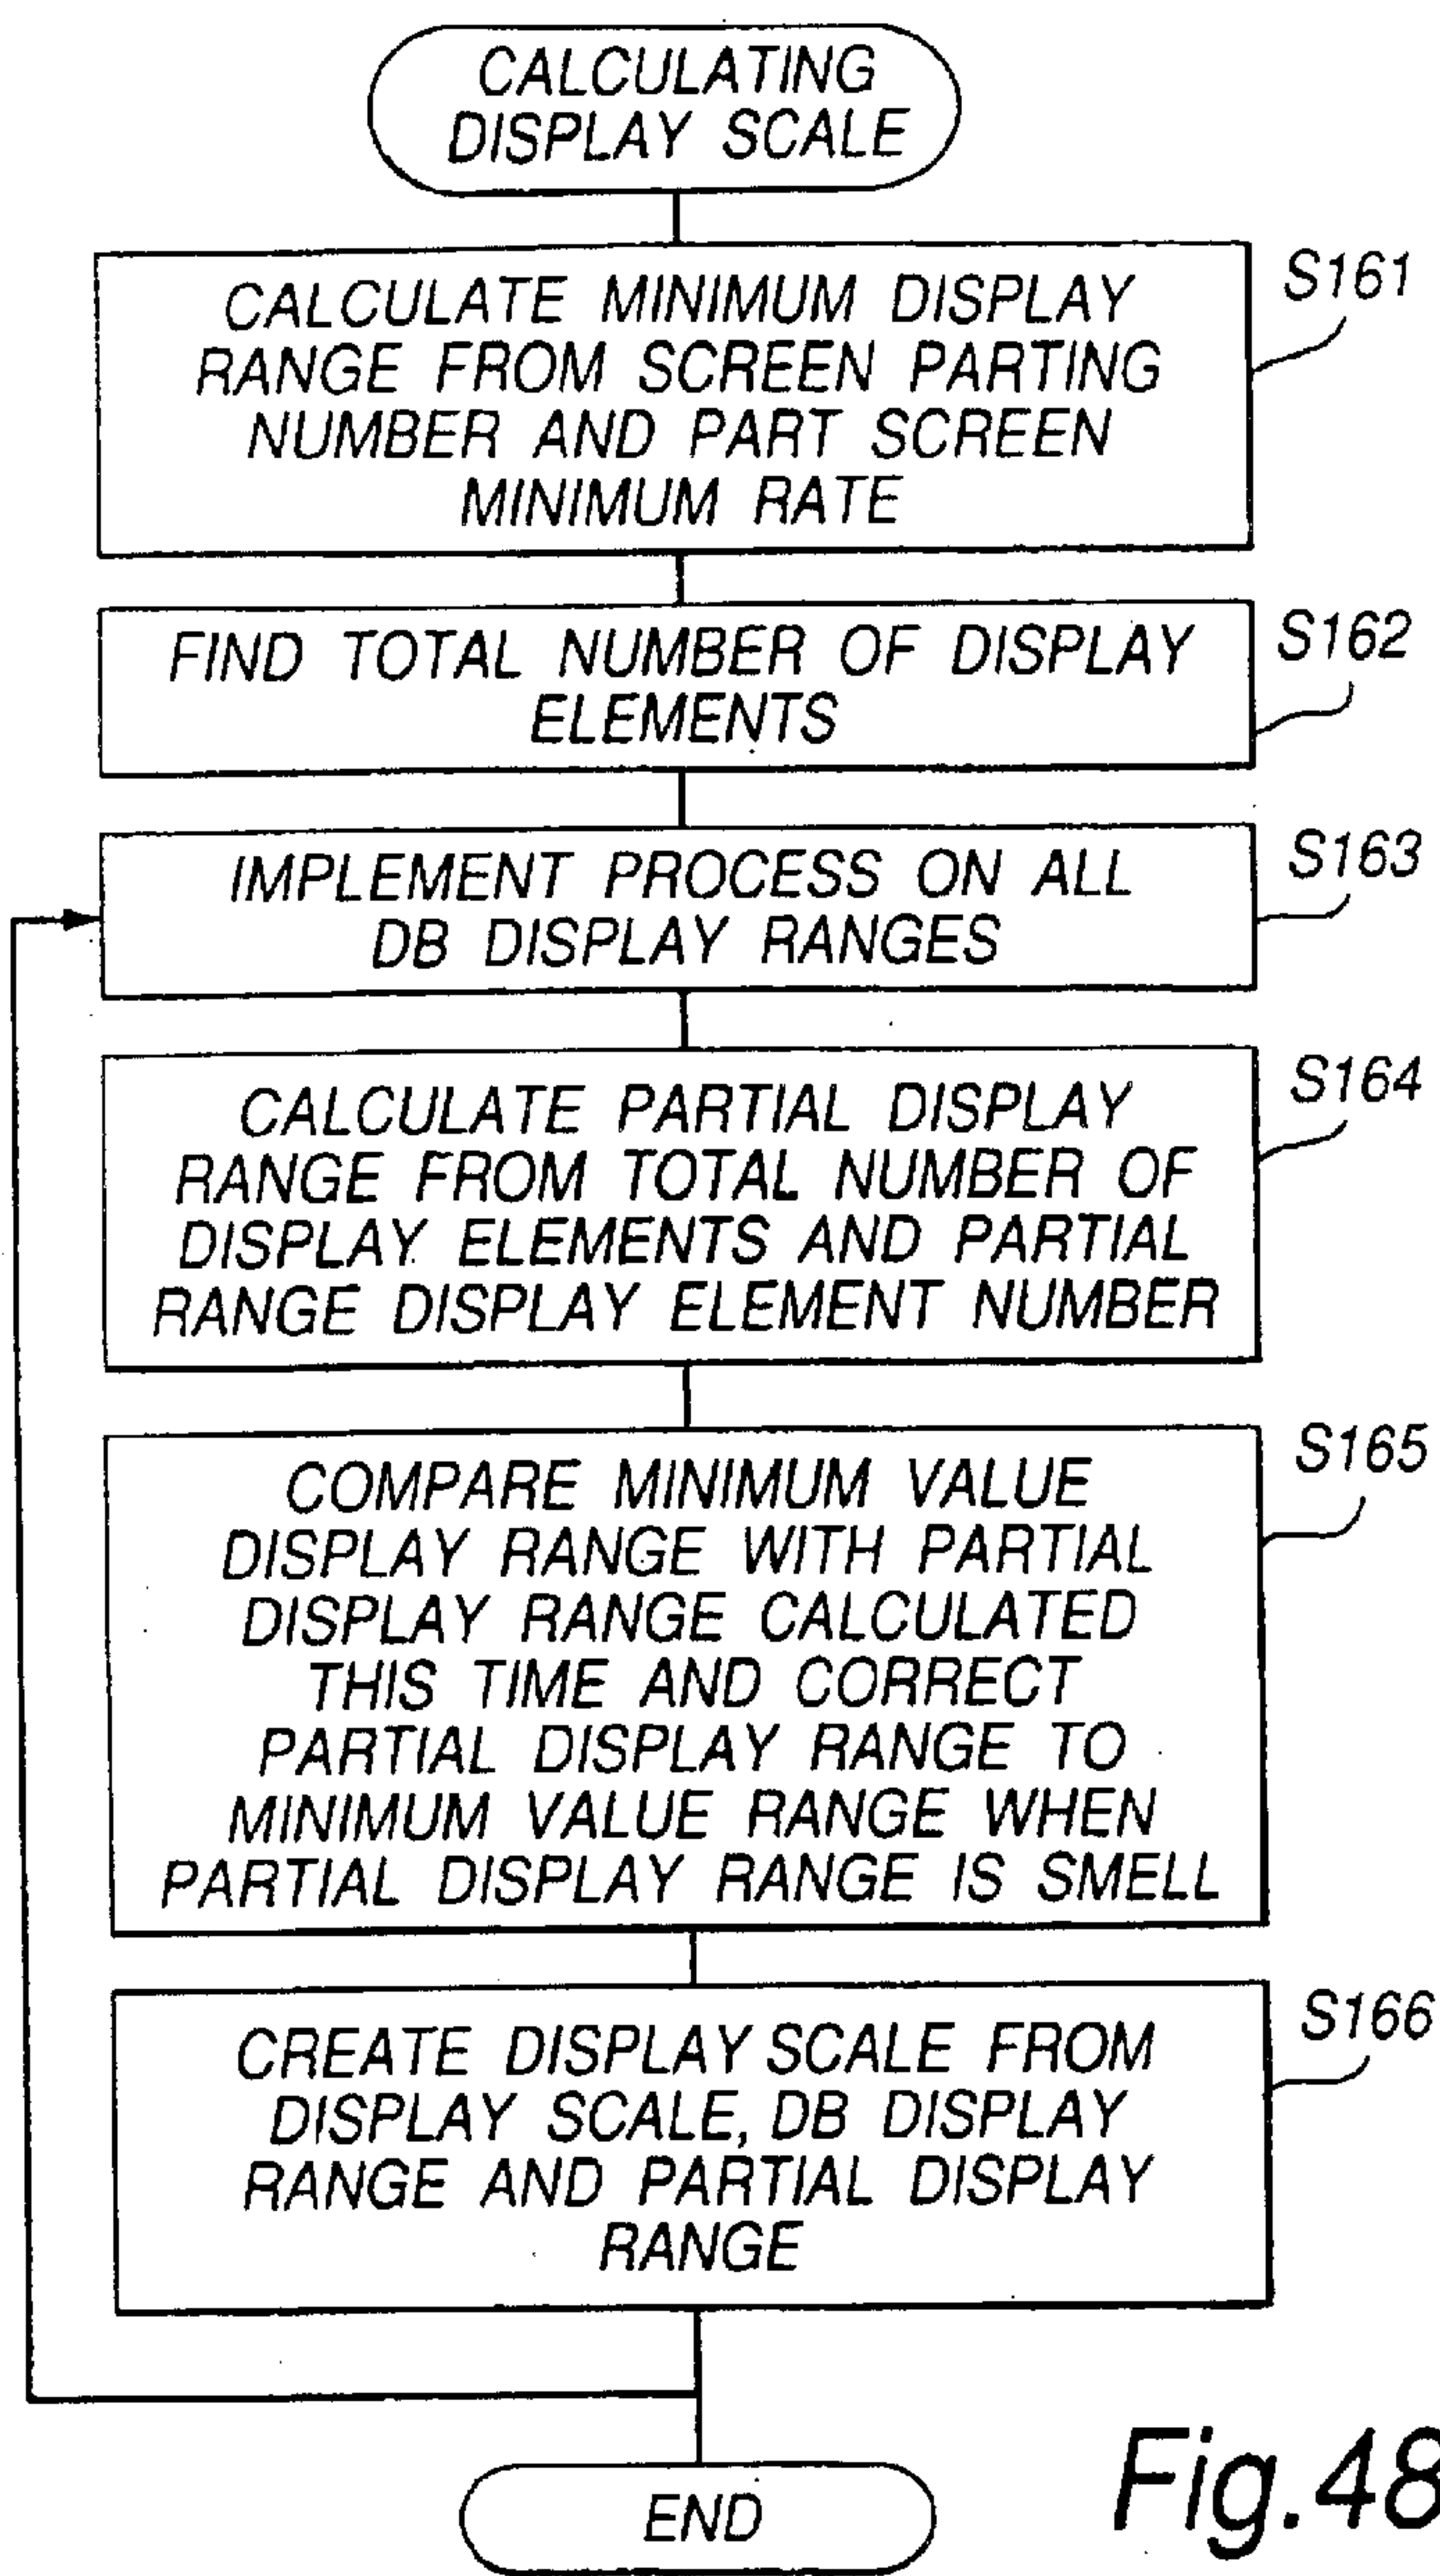 CALCULATING
DISPLAY SCALE
S161
CALCULATE MINIMUM DISPLAY
RANGE FROM SCREEN PARTING
NUMBER AND PART SCREEN
MINIMUM RATE
S162
FIND TOTAL NUMBER OF DISPLAY
ELEMENTS
S163
IMPLEMENT PROCESS ON ALL
DB DISPLAY RANGES
S164
CALCULATE PARTIAL DISPLAY
RANGE FROM TOTAL NUMBER OF
DISPLAY ELEMENTS AND PARTIAL
RANGE DISPLAY ELEMENT NUMBER
S165
COMPARE MINIMUM VALUE
DISPLAY RANGE WITH PARTIAL
DISPLAY RANGE CALCULATED
THIS TIME AND CORRECT
PARTIAL DISPLAY RANGE TO
MINIMUM VALUE RANGE WHEN
PARTIAL DISPLAY RANGE IS SMELL
S166
CREATE DISPLAY SCALE FROM
DISPLAY SCALE, DB DISPLAY
RANGE AND PARTIAL DISPLAY
RANGE
END
Fig.48